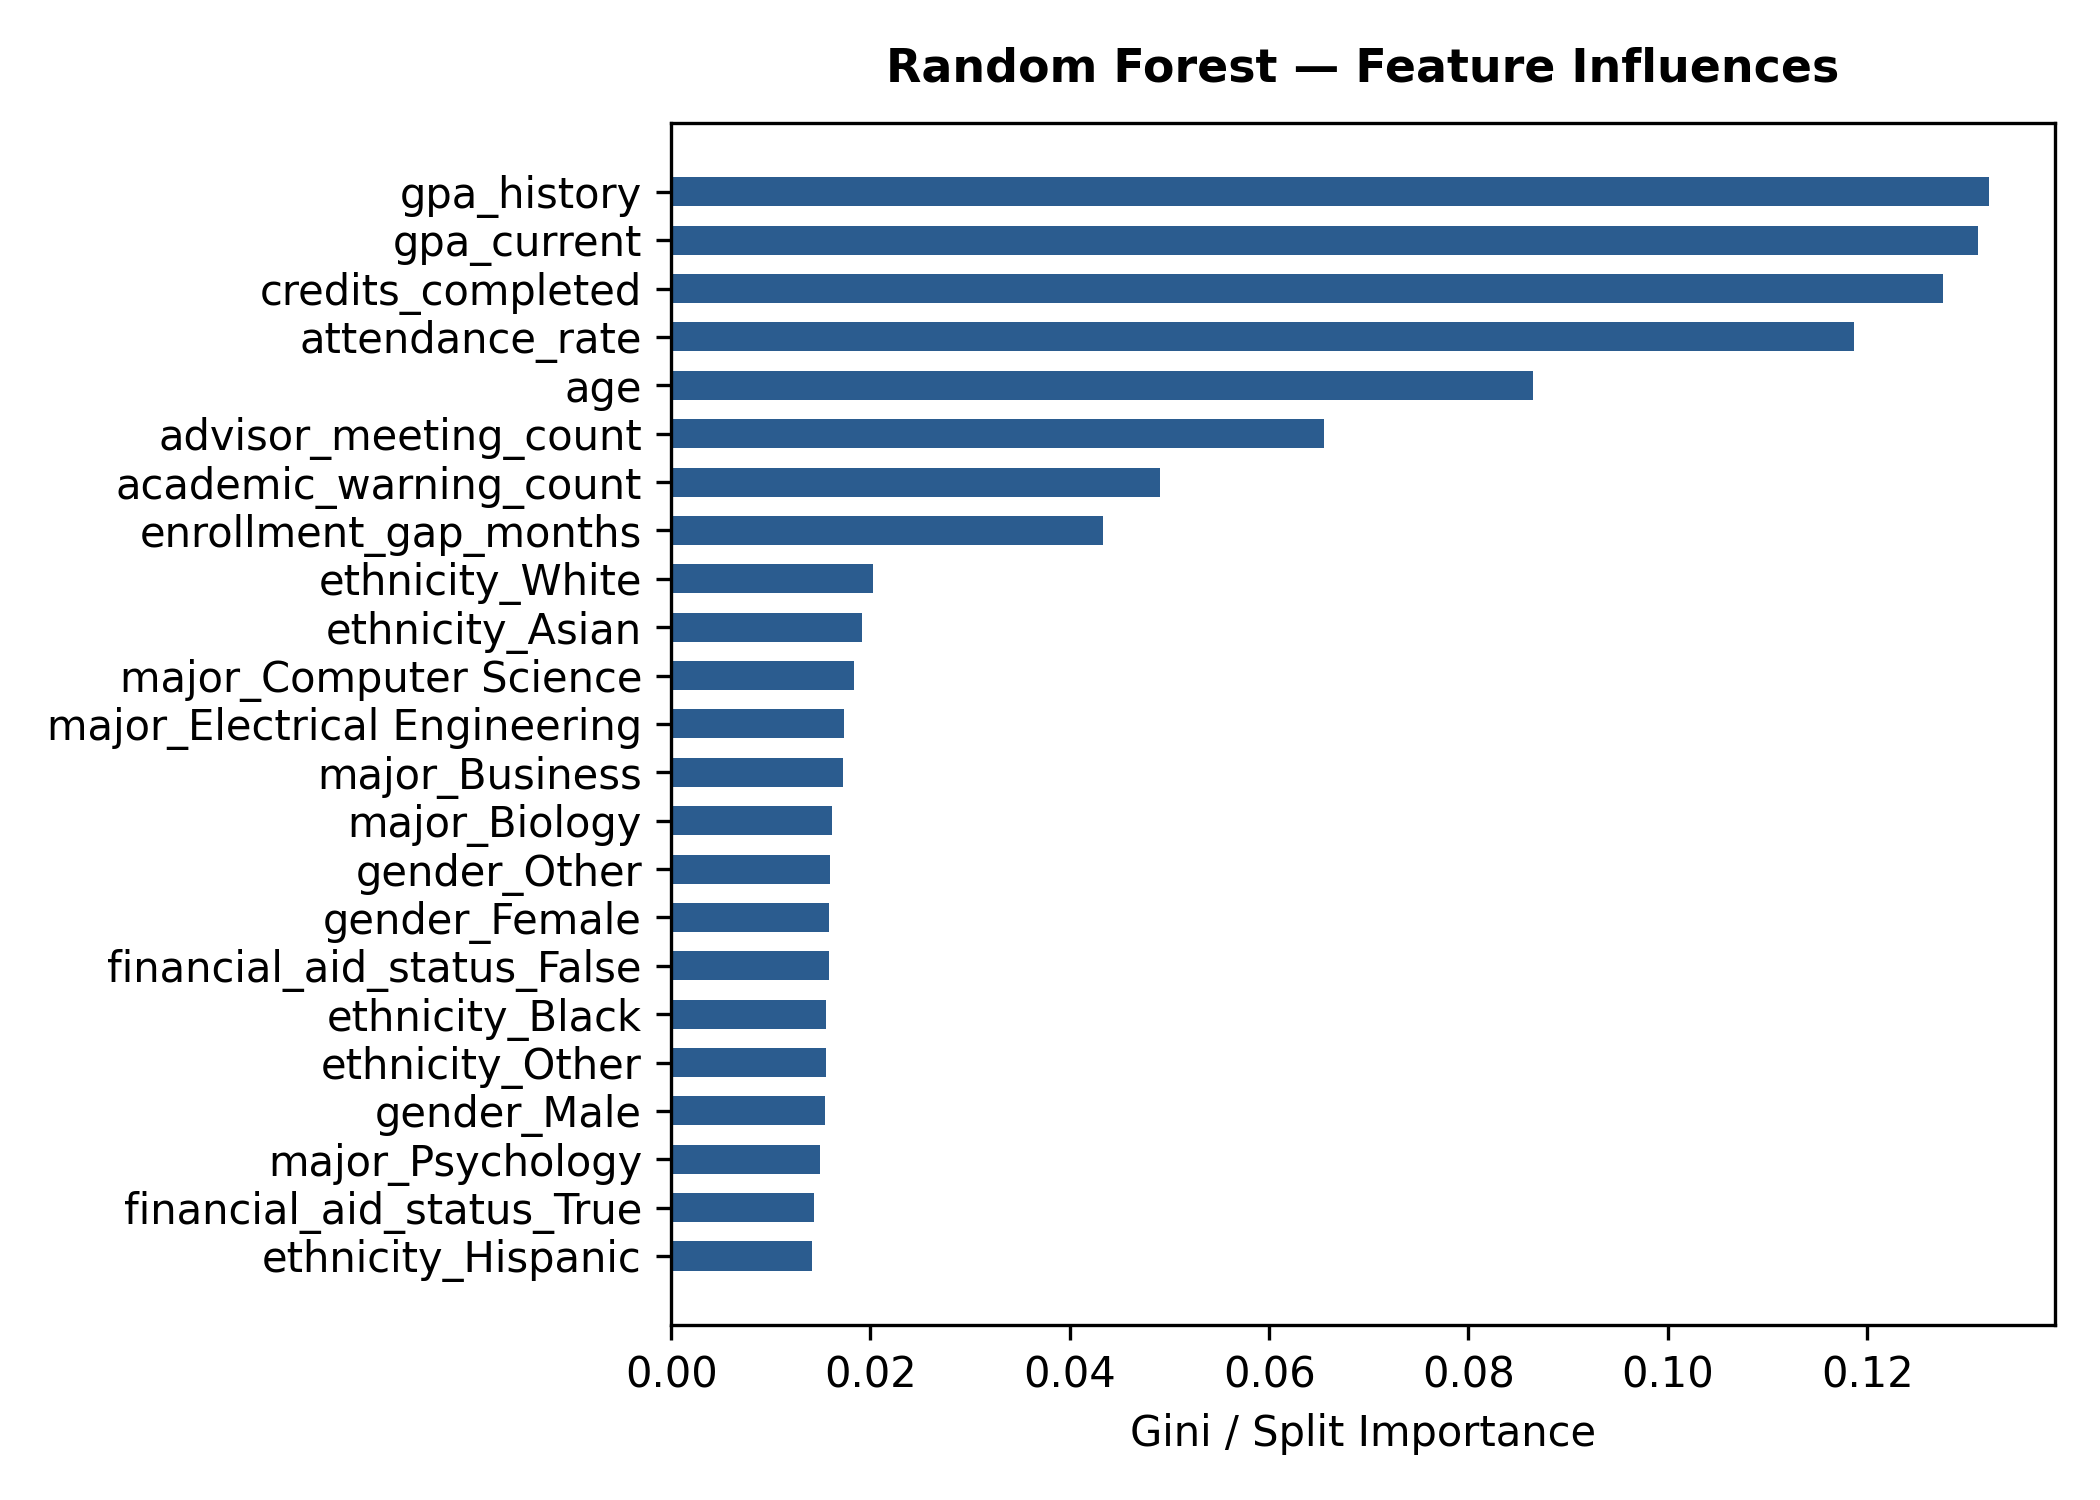 Random Forest — Feature Influences
gpa_history
gpa_current
credits_completed
attendance_rate
age
advisor_meeting_count
academic_warning_count
enrollment_gap_months
ethnicity_White
ethnicity_Asian
major_Computer Science
major_Electrical Engineering
major_Business
major_Biology
gender_Other
gender_Female
financial_aid_status_False
ethnicity_Black
ethnicity_Other
gender_Male
major_Psychology
financial_aid_status_True
ethnicity_Hispanic
0.00 0.02 0.04 0.06 0.08 0.10 0.12
Gini / Split Importance